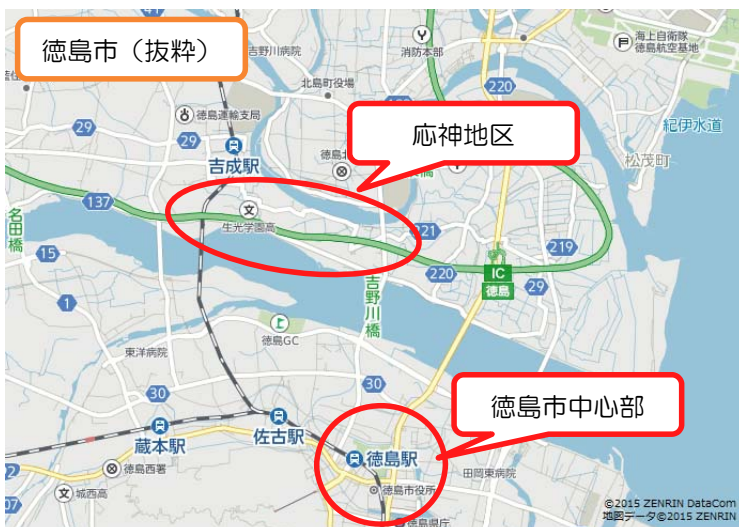 徳島市（抜粋）
吉野川病院
消防本部
海上自衛隊
徳島航空基地
北島町役場
220
29
徳島運輸支局
応神地区
紀伊水道
29
吉成駅
松茂町
137
生光学園高
221
名田橋
219
15
220
IC
徳島
29
吉野川橋
1
徳島GC
東洋病院
30
30
徳島市中心部
蔵本駅
佐古駅
徳島駅
徳島西署
田岡東病院
城西高
徳島市役所
徳島県庁
©2015 ZENRIN DataCom
地図データ©2015 ZENRIN